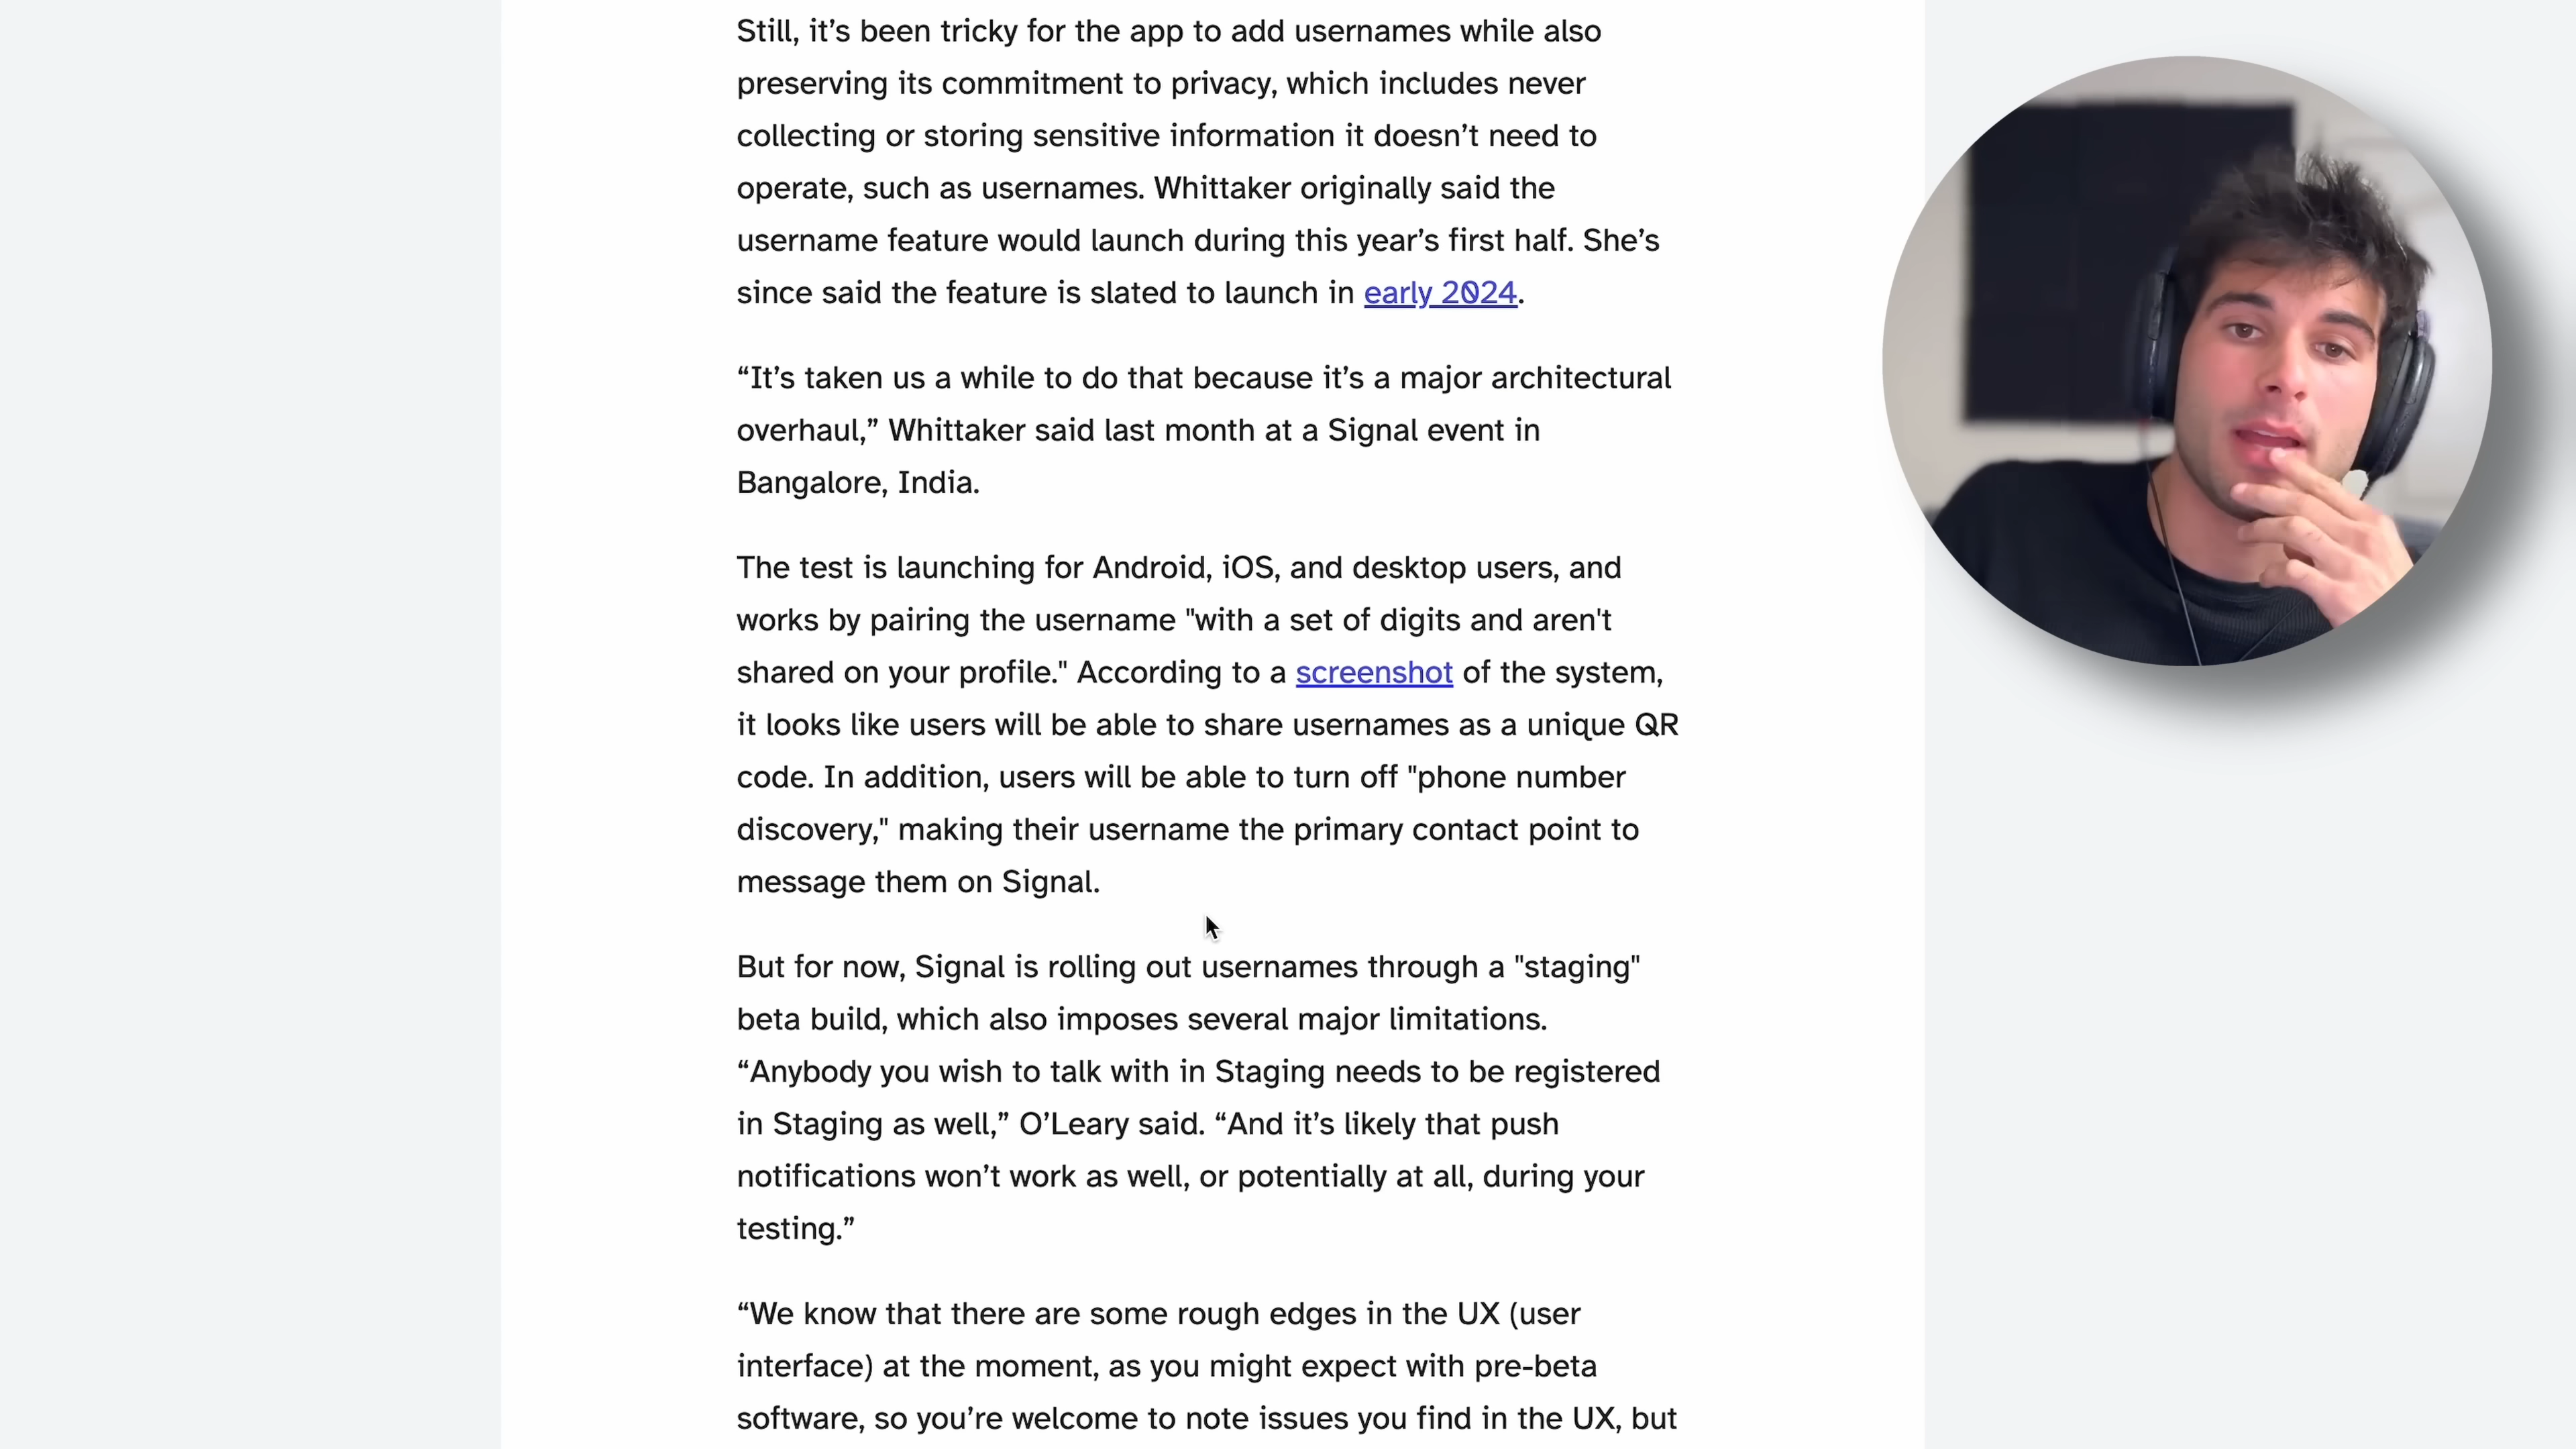 Still, it’s been tricky for the app to add usernames while also
preserving its commitment to privacy, which includes never
collecting or storing sensitive information it doesn’t need to
operate, such as usernames. Whittaker originally said the
username feature would launch during this year’s first half. She’s
since said the feature is slated to launch in early 2024.
“It’s taken us a while to do that because it’s a major architectural
overhaul,” Whittaker said last month at a Signal event in
Bangalore, India.
The test is launching for Android, iOS, and desktop users, and
works by pairing the username "with a set of digits and aren't
shared on your profile." According to a screenshot of the system,
it looks like users will be able to share usernames as a unique QR
code. In addition, users will be able to turn off "phone number
discovery," making their username the primary contact point to
message them on Signal.
But for now, Signal is rolling out usernames through a "staging"
beta build, which also imposes several major limitations.
“Anybody you wish to talk with in Staging needs to be registered
in Staging as well,” O’Leary said. “And it’s likely that push
notifications won’t work as well, or potentially at all, during your
testing.”
“We know that there are some rough edges in the UX (user
interface) at the moment, as you might expect with pre-beta
software, so you’re welcome to note issues you find in the UX, but